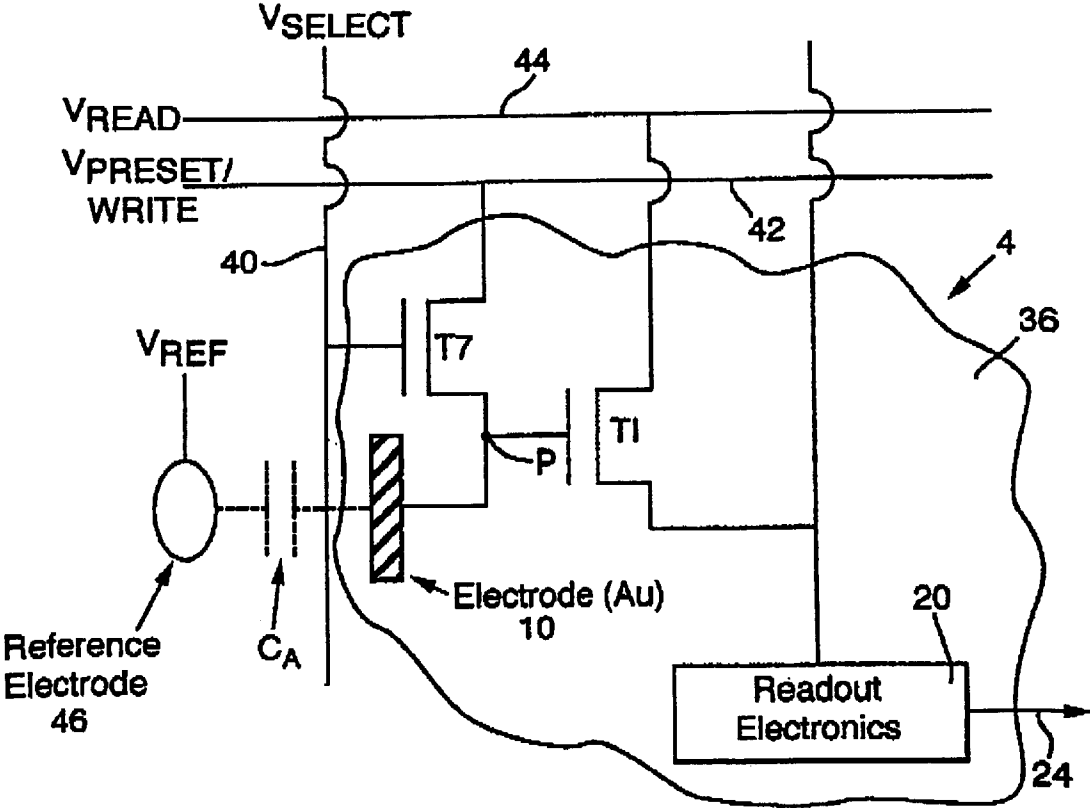 VSELECT
44
VREAD
VPRESET/
WRITE
42
40
4
36
VREF
T7
T1
P
Electrode (Au)
10
20
CA
Reference
Electrode
46
Readout
Electronics
24